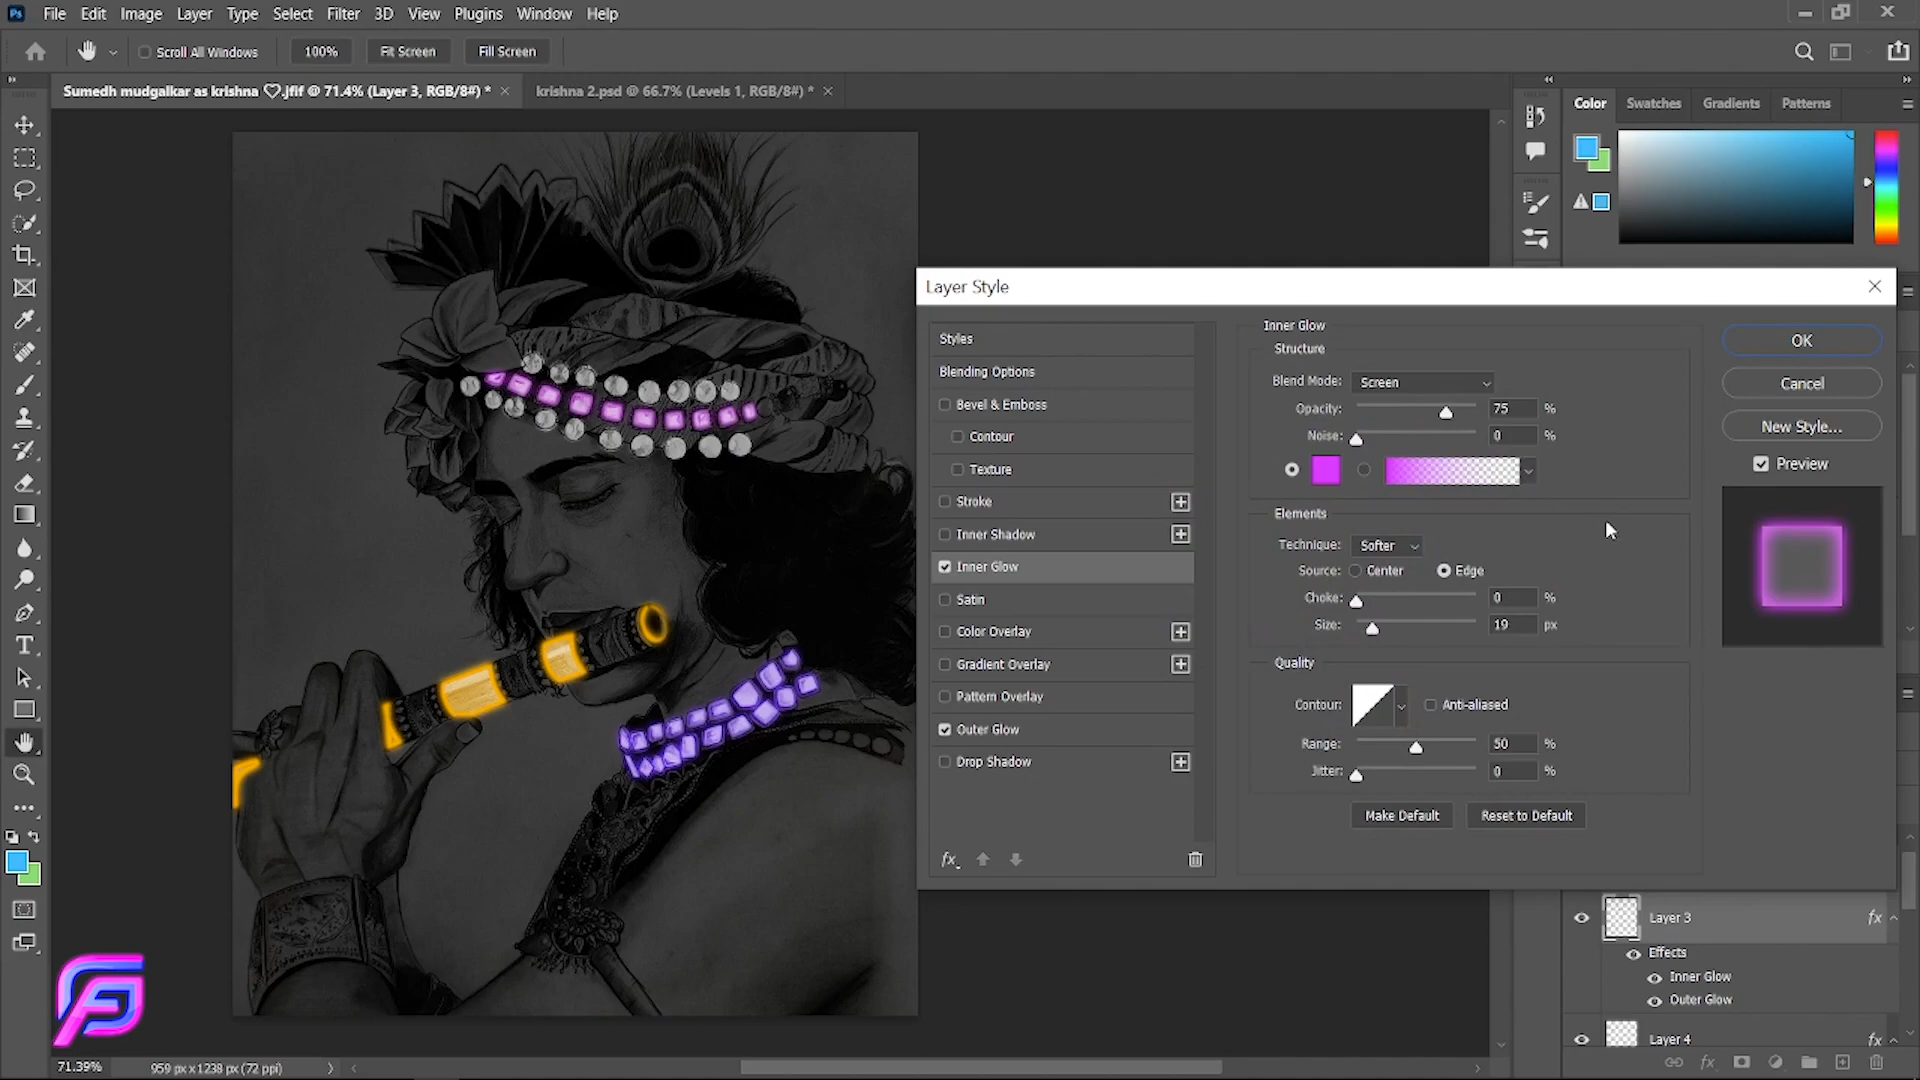 Ps File Edit Image Layer Type Select Filter 3D View Plugins Window Help
Scroll All Windows 100% Fit Screen Fill Screen
Sumedh mudgalkar as krishna ♡.jfif @ 71.4% (Layer 3, RGB/8#) * krishna 2.psd @ 66.7% (Levels 1, RGB/8#) *
Color Swatches Gradients Patterns
Layer Style
Styles
Blending Options
Bevel & Emboss
Contour
Texture
Stroke
Inner Shadow
Inner Glow
Satin
Color Overlay
Gradient Overlay
Pattern Overlay
Outer Glow
Drop Shadow
fx
Inner Glow
Structure
Blend Mode: Screen
Opacity: 75 %
Noise: 0 %
Elements
Technique: Softer
Source: Center Edge
Choke: 0 %
Size: 19 px
Quality
Contour: Anti-aliased
Range: 50 %
Jitter: 0 %
Make Default Reset to Default
OK
Cancel
New Style...
Preview
Layer 3 fx
Effects
Inner Glow
Outer Glow
Layer 4 fx
fx
71.39% 959 px x 1238 px (72 ppi)